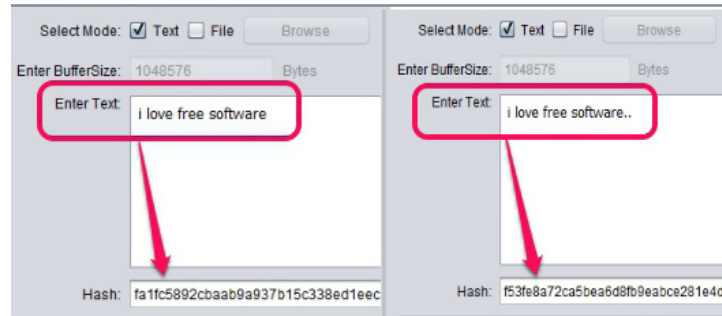 Select Mode: Text File Browse
Enter BufferSize: 1048576 Bytes
Enter Text: i love free software
Hash: fa1fc5892cbaab9a937b15c338ed1eec
Select Mode: Text File Browse
Enter BufferSize: 1048576 Bytes
Enter Text: i love free software..
Hash: f53fe8a72ca5bea6d8fb9eabce281e4d